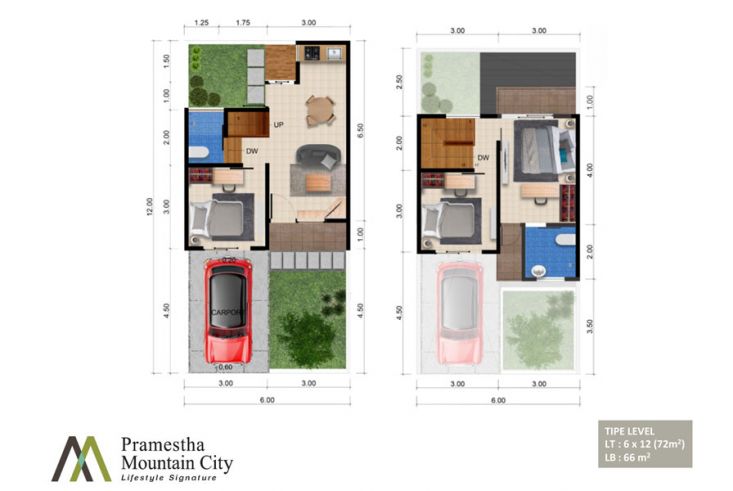 1.25 1.75 3.00
1.50
1.00
2.00
3.00
4.50
12.00
UP
DW
6.50
1.00
4.50
0.20
CARPORT
0.60
3.00 3.00
6.00
3.00 3.00
2.50
2.00
3.00
4.50
DW
1.00
4.00
2.00
3.50
3.00 3.00
6.00
Pramestha
Mountain City
Lifestyle Signature
TIPE LEVEL
LT : 6 x 12 (72m²)
LB : 66 m²